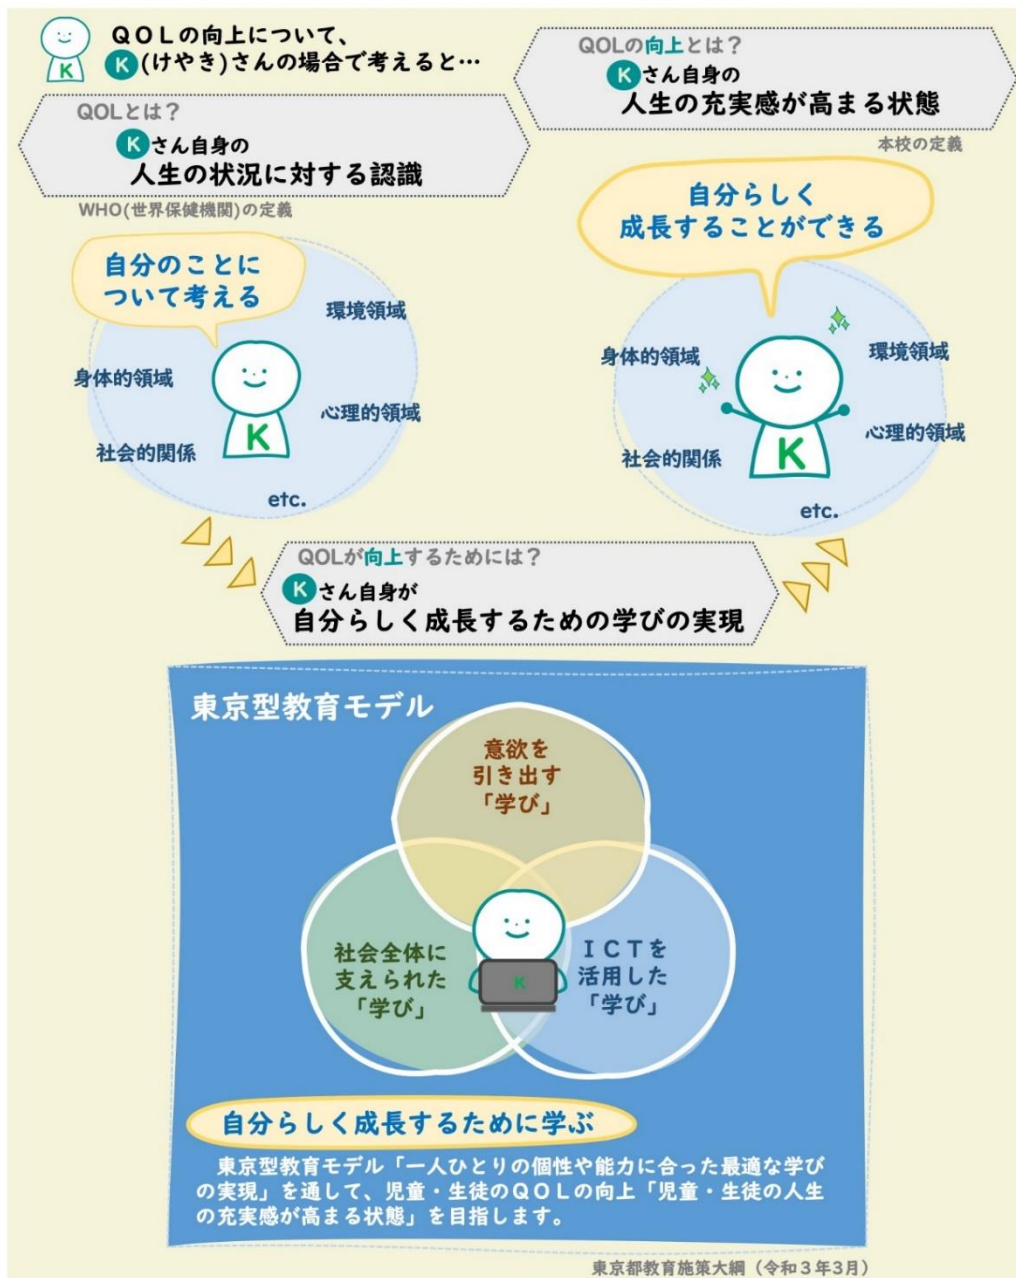 K
QOLの向上について、
K(けやき)さんの場合で考えると…
QOLとは？
Kさん自身の
人生の状況に対する認識
WHO(世界保健機関)の定義
自分のことに
ついて考える
環境領域
身体的領域
心理的領域
K
社会的関係
etc.
QOLの向上とは？
Kさん自身の
人生の充実感が高まる状態
本校の定義
自分らしく
成長することができる
身体的領域
環境領域
心理的領域
K
社会的関係
etc.
QOLが向上するためには？
Kさん自身が
自分らしく成長するための学びの実現
東京型教育モデル
意欲を
引き出す
「学び」
社会全体に
支えられた
「学び」
K
ICTを
活用した
「学び」
自分らしく成長するために学ぶ
東京型教育モデル「一人ひとりの個性や能力に合った最適な学び
の実現」を通して、児童・生徒のQOLの向上「児童・生徒の人生
の充実感が高まる状態」を目指します。
東京都教育施策大綱（令和3年3月）